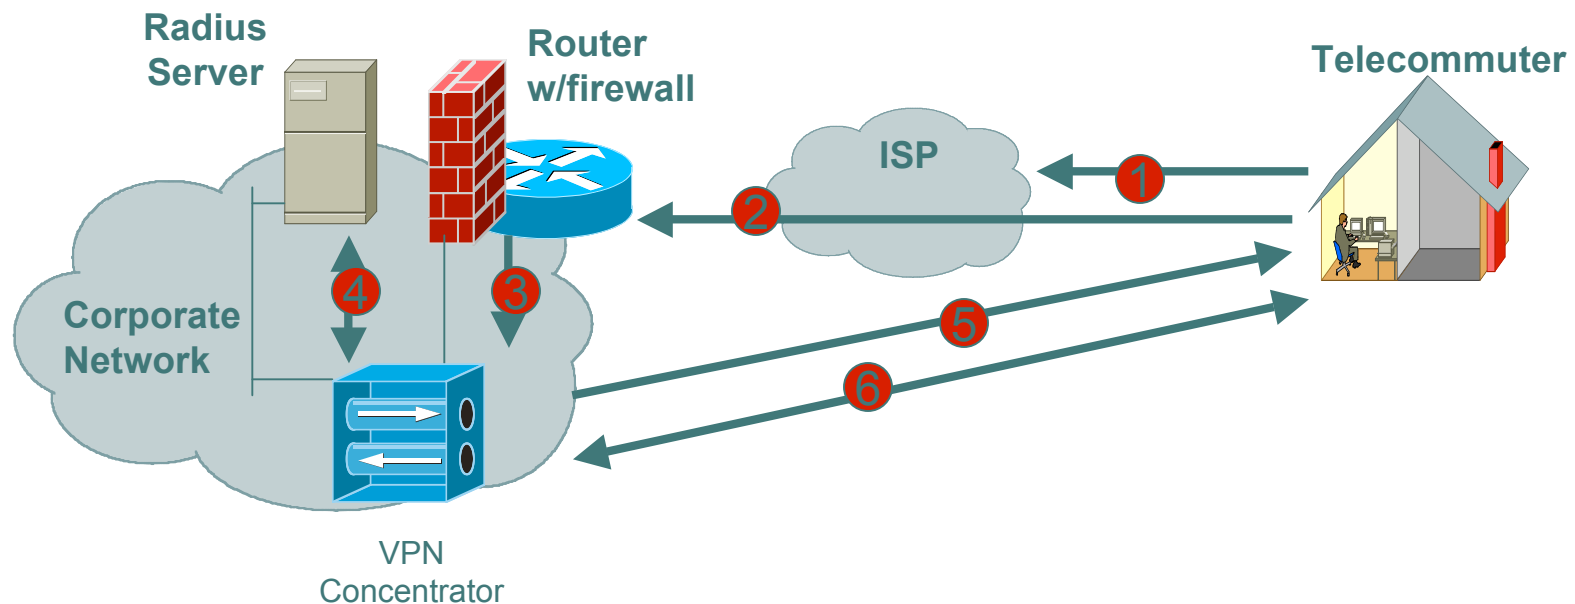 Radius
Server
Router
w/firewall
Telecommuter
ISP
1
2
3
4
5
6
Corporate
Network
VPN
Concentrator